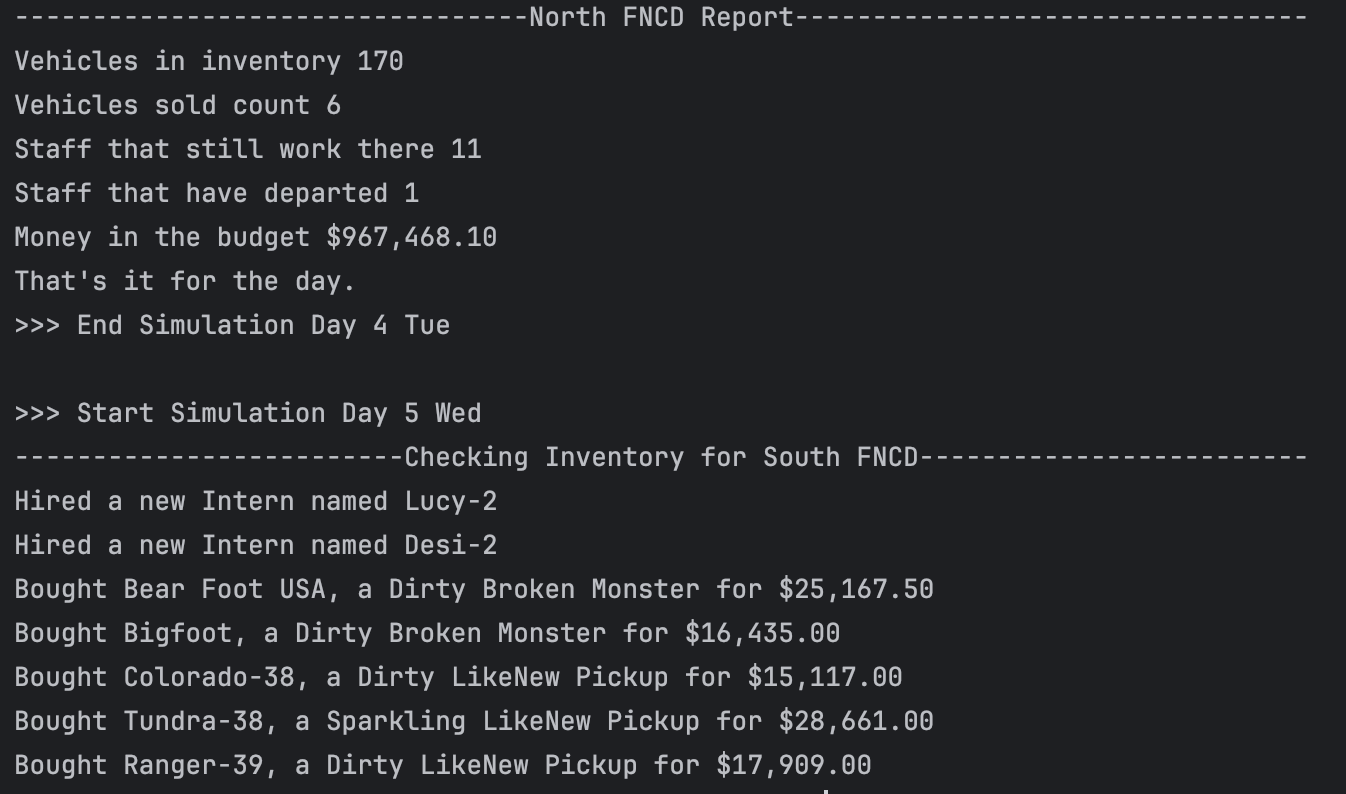 ---------------------------------North FNCD Report---------------------------------
Vehicles in inventory 170
Vehicles sold count 6
Staff that still work there 11
Staff that have departed 1
Money in the budget $967,468.10
That's it for the day.
>>> End Simulation Day 4 Tue
>>> Start Simulation Day 5 Wed
-------------------------Checking Inventory for South FNCD-------------------------
Hired a new Intern named Lucy-2
Hired a new Intern named Desi-2
Bought Bear Foot USA, a Dirty Broken Monster for $25,167.50
Bought Bigfoot, a Dirty Broken Monster for $16,435.00
Bought Colorado-38, a Dirty LikeNew Pickup for $15,117.00
Bought Tundra-38, a Sparkling LikeNew Pickup for $28,661.00
Bought Ranger-39, a Dirty LikeNew Pickup for $17,909.00